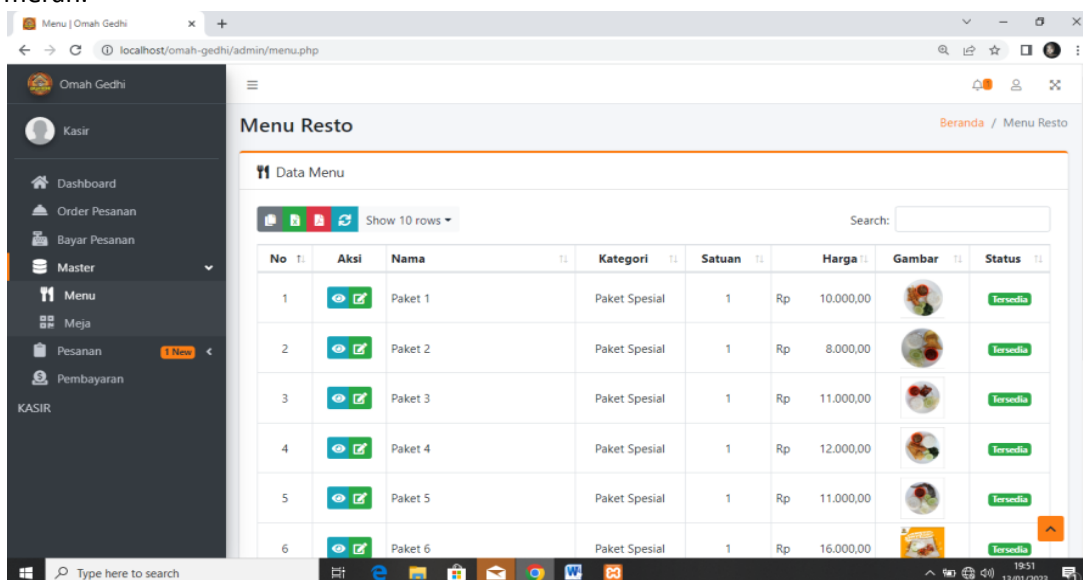 merah.
Menu | Omah Gedhi
localhost/omah-gedhi/admin/menu.php
Omah Gedhi
Kasir
Menu Resto
Beranda / Menu Resto
Dashboard
Order Pesanan
Bayar Pesanan
Master
Menu
Meja
Pesanan 1 New
Pembayaran
KASIR
Data Menu
Show 10 rows Search:
No Aksi Nama Kategori Satuan Harga Gambar Status
1 Paket 1 Paket Spesial 1 Rp 10.000,00 Tersedia
2 Paket 2 Paket Spesial 1 Rp 8.000,00 Tersedia
3 Paket 3 Paket Spesial 1 Rp 11.000,00 Tersedia
4 Paket 4 Paket Spesial 1 Rp 12.000,00 Tersedia
5 Paket 5 Paket Spesial 1 Rp 11.000,00 Tersedia
6 Paket 6 Paket Spesial 1 Rp 16.000,00 Tersedia
Type here to search
19:51
13/01/2023